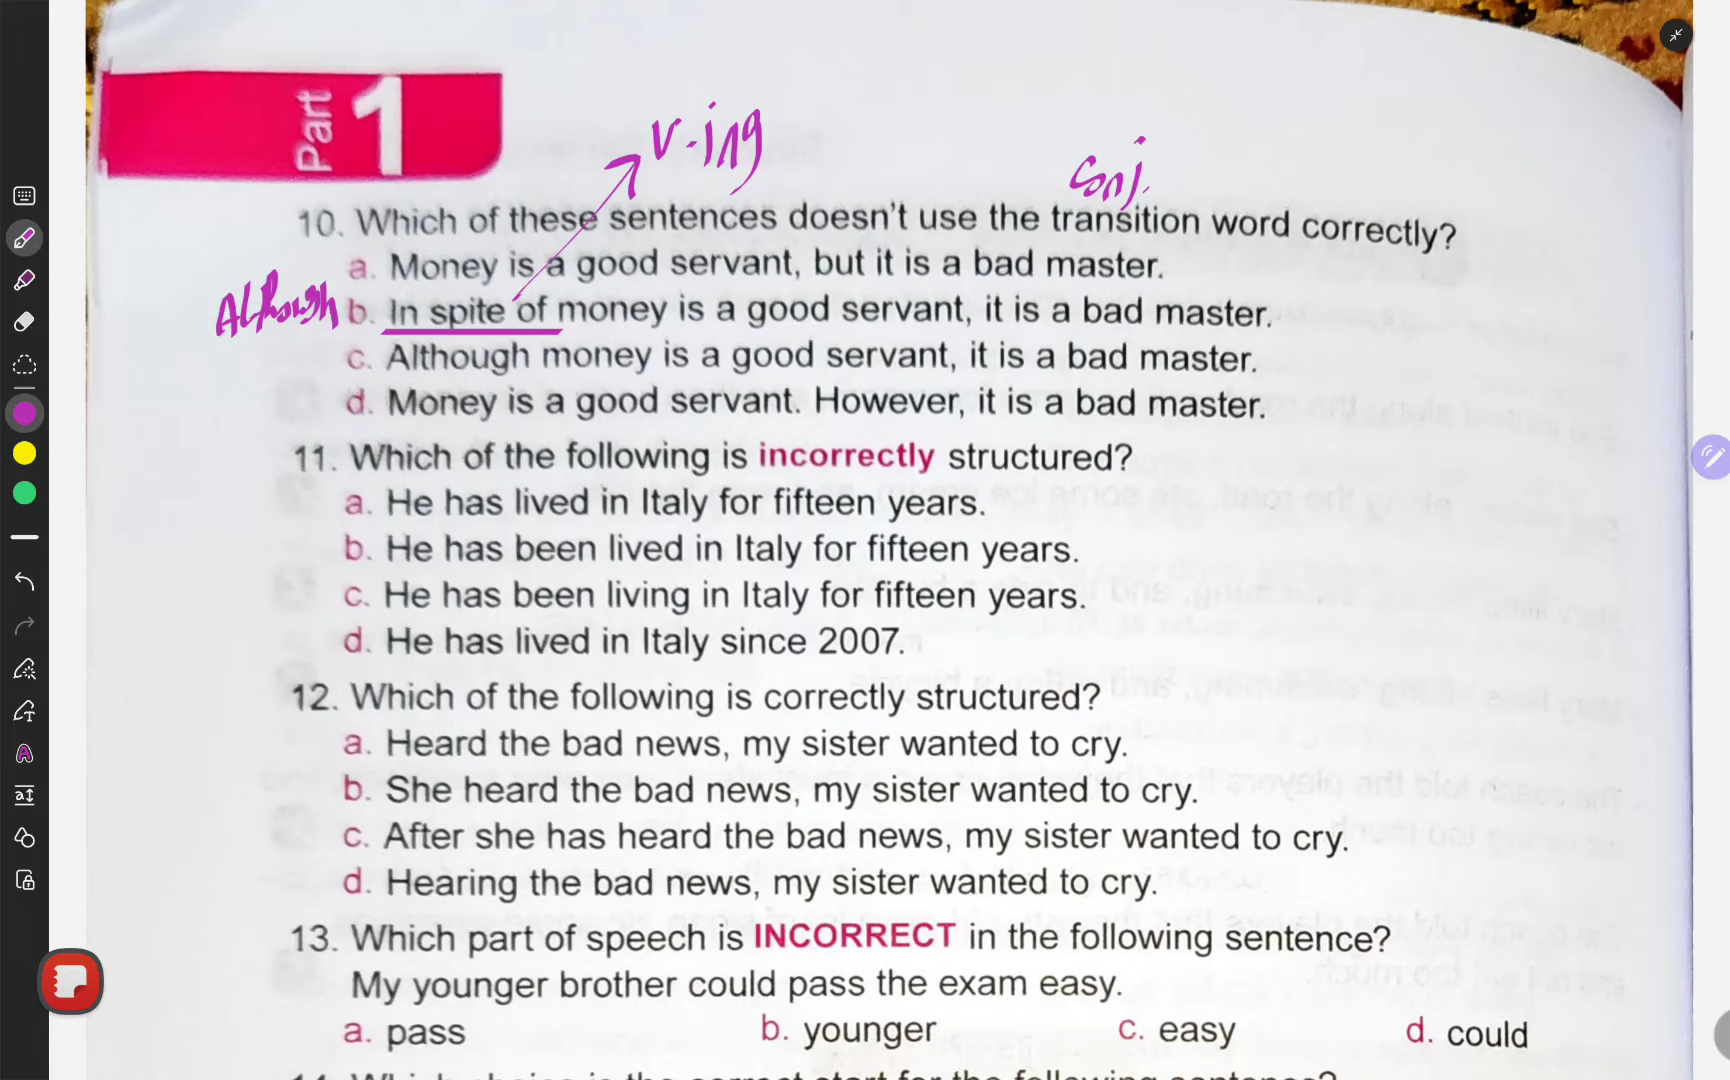 Part 1
v-ing
Conj.
10. Which of these sentences doesn't use the transition word correctly?
a. Money is a good servant, but it is a bad master.
Although
b. In spite of money is a good servant, it is a bad master.
c. Although money is a good servant, it is a bad master.
d. Money is a good servant. However, it is a bad master.
11. Which of the following is incorrectly structured?
a. He has lived in Italy for fifteen years.
b. He has been lived in Italy for fifteen years.
c. He has been living in Italy for fifteen years.
d. He has lived in Italy since 2007.
12. Which of the following is correctly structured?
a. Heard the bad news, my sister wanted to cry.
b. She heard the bad news, my sister wanted to cry.
c. After she has heard the bad news, my sister wanted to cry.
d. Hearing the bad news, my sister wanted to cry.
13. Which part of speech is INCORRECT in the following sentence?
My younger brother could pass the exam easy.
a. pass b. younger c. easy d. could